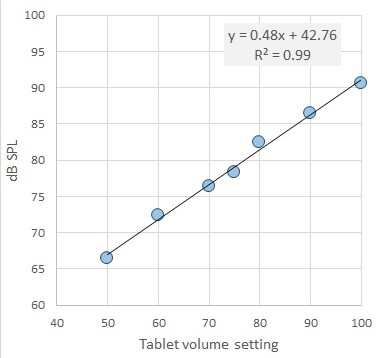 100
y = 0.48x + 42.76
95
R² = 0.99
90
85
dB SPL
80
75
70
65
60
40 50 60 70 80 90 100
Tablet volume setting